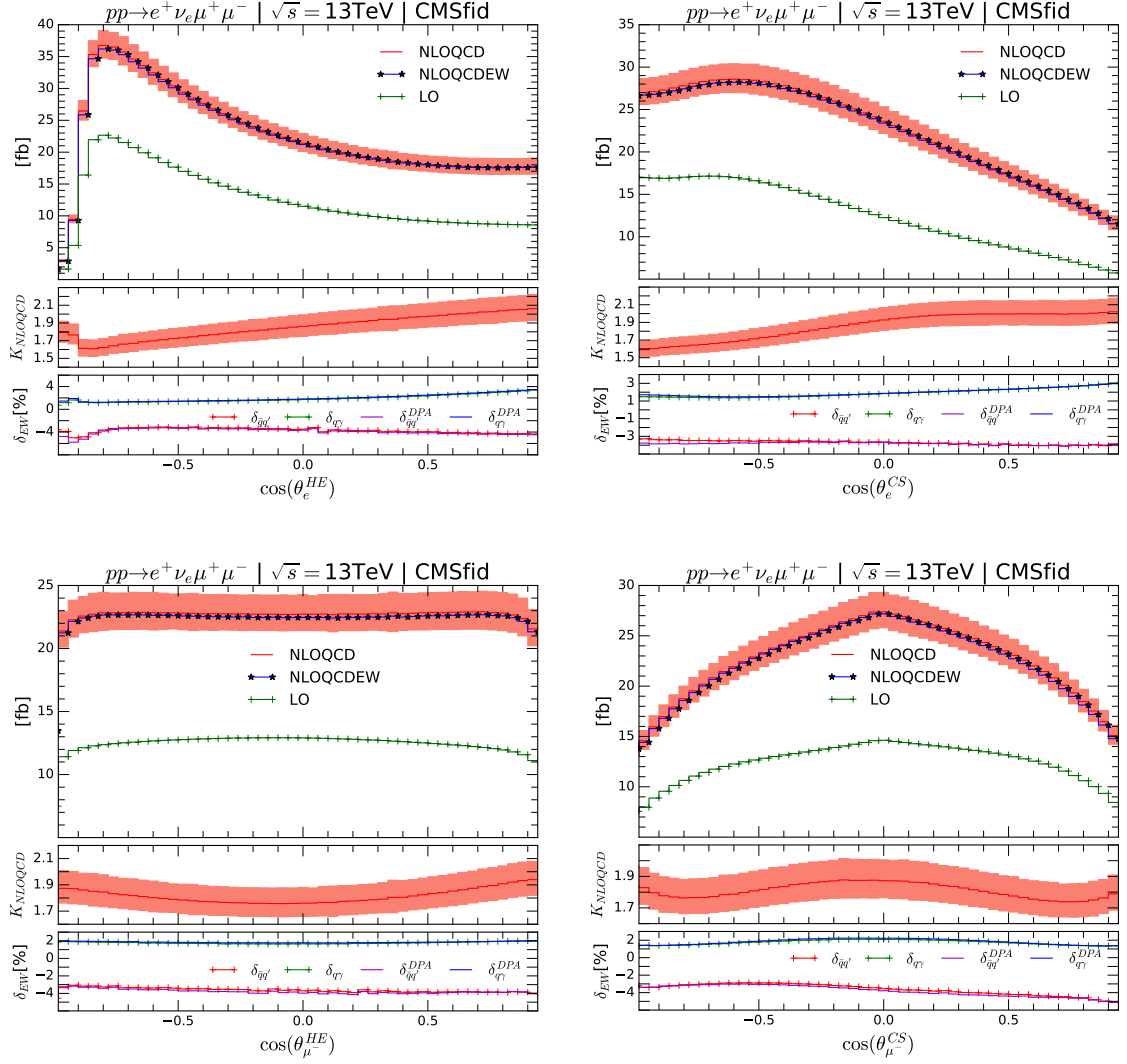 pp→e⁺νₑμ⁺μ⁻ | √s = 13TeV | CMSfid
[fb]
40
35
30
25
20
15
10
5
NLOQCD
NLOQCDEW
LO
K_NLOQCD
2.1
1.9
1.7
1.5
δ_EW[%]
4
0
−4
δ_q̄q′ δ_qγ δ_q̄q′^DPA δ_qγ^DPA
−0.5 0.0 0.5
cos(θ_e^HE)
pp→e⁺νₑμ⁺μ⁻ | √s = 13TeV | CMSfid
[fb]
35
30
25
20
15
10
NLOQCD
NLOQCDEW
LO
K_NLOQCD
2.1
1.9
1.7
1.5
δ_EW[%]
3
1
−1
−3
δ_q̄q′ δ_qγ δ_q̄q′^DPA δ_qγ^DPA
−0.5 0.0 0.5
cos(θ_e^CS)
pp→e⁺νₑμ⁺μ⁻ | √s = 13TeV | CMSfid
[fb]
25
20
15
10
NLOQCD
NLOQCDEW
LO
K_NLOQCD
2.1
1.9
1.7
δ_EW[%]
2
0
−2
−4
δ_q̄q′ δ_qγ δ_q̄q′^DPA δ_qγ^DPA
−0.5 0.0 0.5
cos(θ_μ⁻^HE)
pp→e⁺νₑμ⁺μ⁻ | √s = 13TeV | CMSfid
[fb]
30
25
20
15
10
NLOQCD
NLOQCDEW
LO
K_NLOQCD
1.9
1.7
δ_EW[%]
2
0
−2
−4
δ_q̄q′ δ_qγ δ_q̄q′^DPA δ_qγ^DPA
−0.5 0.0 0.5
cos(θ_μ⁻^CS)